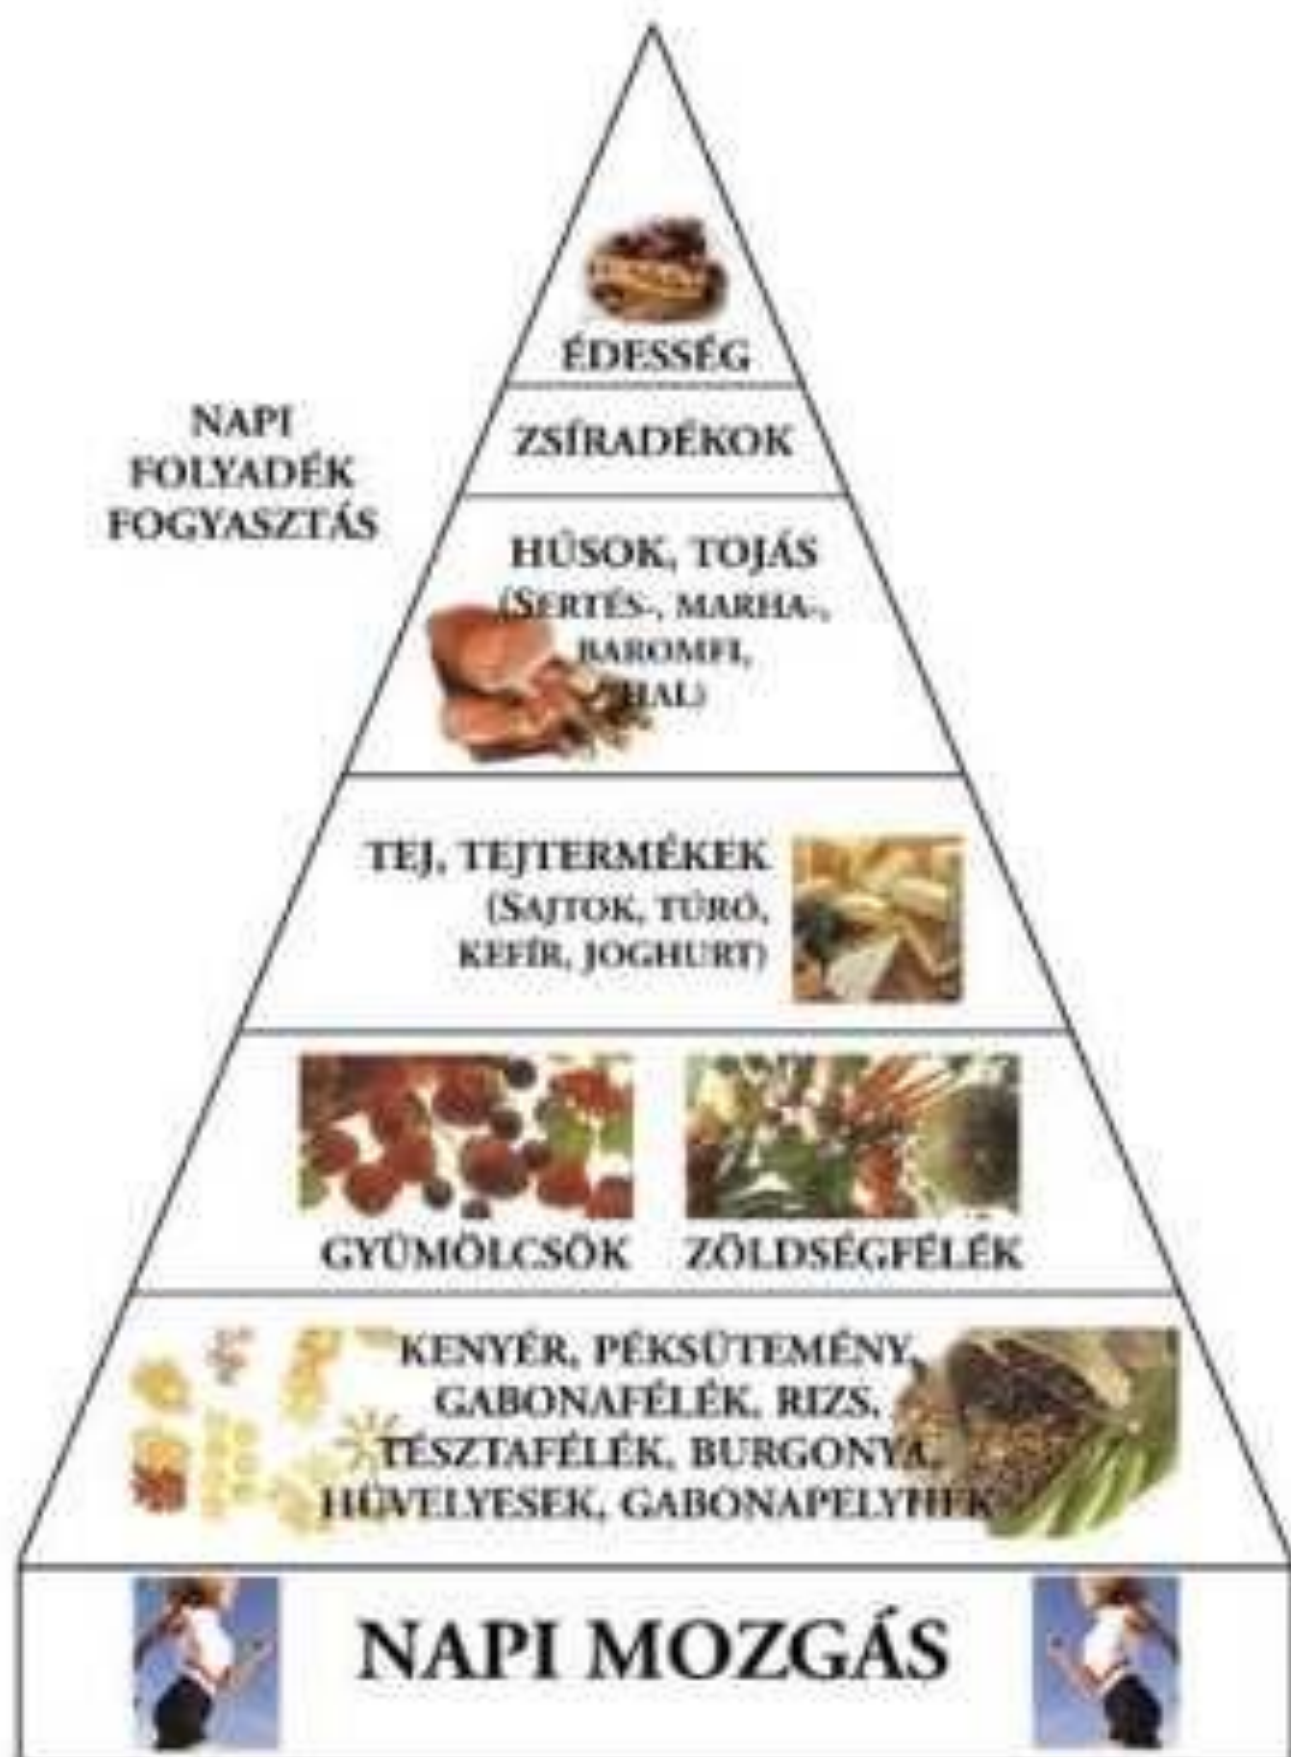 ÉDESSÉG
ZSÍRADÉKOK
NAPI
FOLYADÉK
FOGYASZTÁS
HÚSOK, TOJÁS
(SERTÉS-, MARHA-,
BAROMFI,
HAL)
TEJ, TEJTERMÉKEK
(SAJTOK, TÚRÓ,
KEFÍR, JOGHURT)
GYÜMÖLCSÖK
ZÖLDSÉGFÉLÉK
KENYÉR, PÉKSÜTEMÉNY,
GABONAFÉLÉK, RIZS,
TÉSZTAFÉLÉK, BURGONYA,
HÜVELYESEK, GABONAPELYHEK
NAPI MOZGÁS